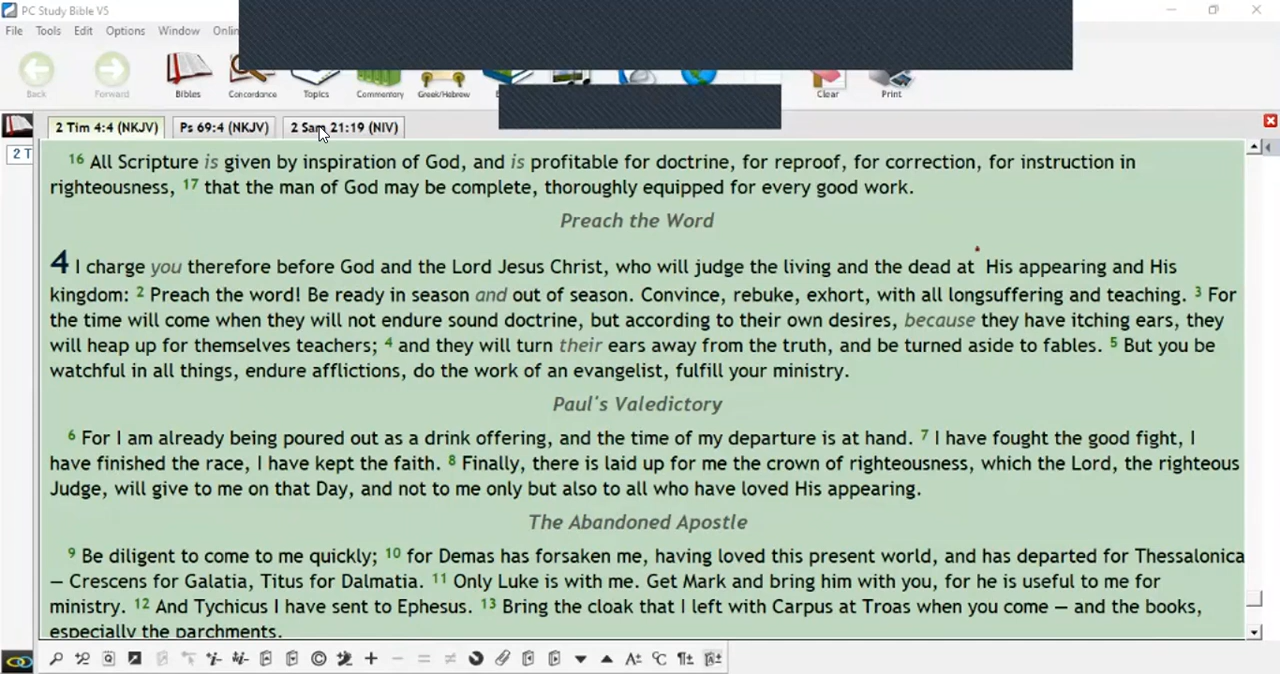 PC Study Bible V5
File Tools Edit Options Window
Back Forward Bibles Concordance Topics Commentary Greek/Hebrew Clear Print
2 Tim 4:4 (NKJV) Ps 69:4 (NKJV) 2 Sam 21:19 (NIV)
2 T
16 All Scripture is given by inspiration of God, and is profitable for doctrine, for reproof, for correction, for instruction in
righteousness, 17 that the man of God may be complete, thoroughly equipped for every good work.
Preach the Word
4 I charge you therefore before God and the Lord Jesus Christ, who will judge the living and the dead at His appearing and His
kingdom: 2 Preach the word! Be ready in season and out of season. Convince, rebuke, exhort, with all longsuffering and teaching. 3 For
the time will come when they will not endure sound doctrine, but according to their own desires, because they have itching ears, they
will heap up for themselves teachers; 4 and they will turn their ears away from the truth, and be turned aside to fables. 5 But you be
watchful in all things, endure afflictions, do the work of an evangelist, fulfill your ministry.
Paul's Valedictory
6 For I am already being poured out as a drink offering, and the time of my departure is at hand. 7 I have fought the good fight, I
have finished the race, I have kept the faith. 8 Finally, there is laid up for me the crown of righteousness, which the Lord, the righteous
Judge, will give to me on that Day, and not to me only but also to all who have loved His appearing.
The Abandoned Apostle
9 Be diligent to come to me quickly; 10 for Demas has forsaken me, having loved this present world, and has departed for Thessalonica
— Crescens for Galatia, Titus for Dalmatia. 11 Only Luke is with me. Get Mark and bring him with you, for he is useful to me for
ministry. 12 And Tychicus I have sent to Ephesus. 13 Bring the cloak that I left with Carpus at Troas when you come — and the books,
especially the parchments.